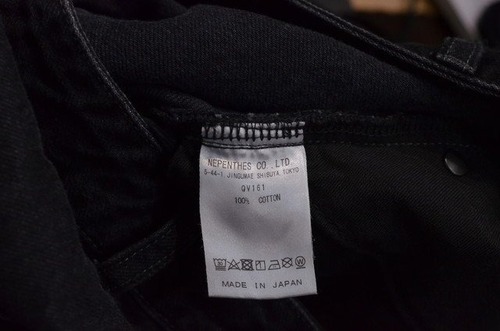 NEPENTHES CO.,LTD.
5-44-1 JINGUMAE SHIBUYA,TOKYO
QV161
100% COTTON
MADE IN JAPAN